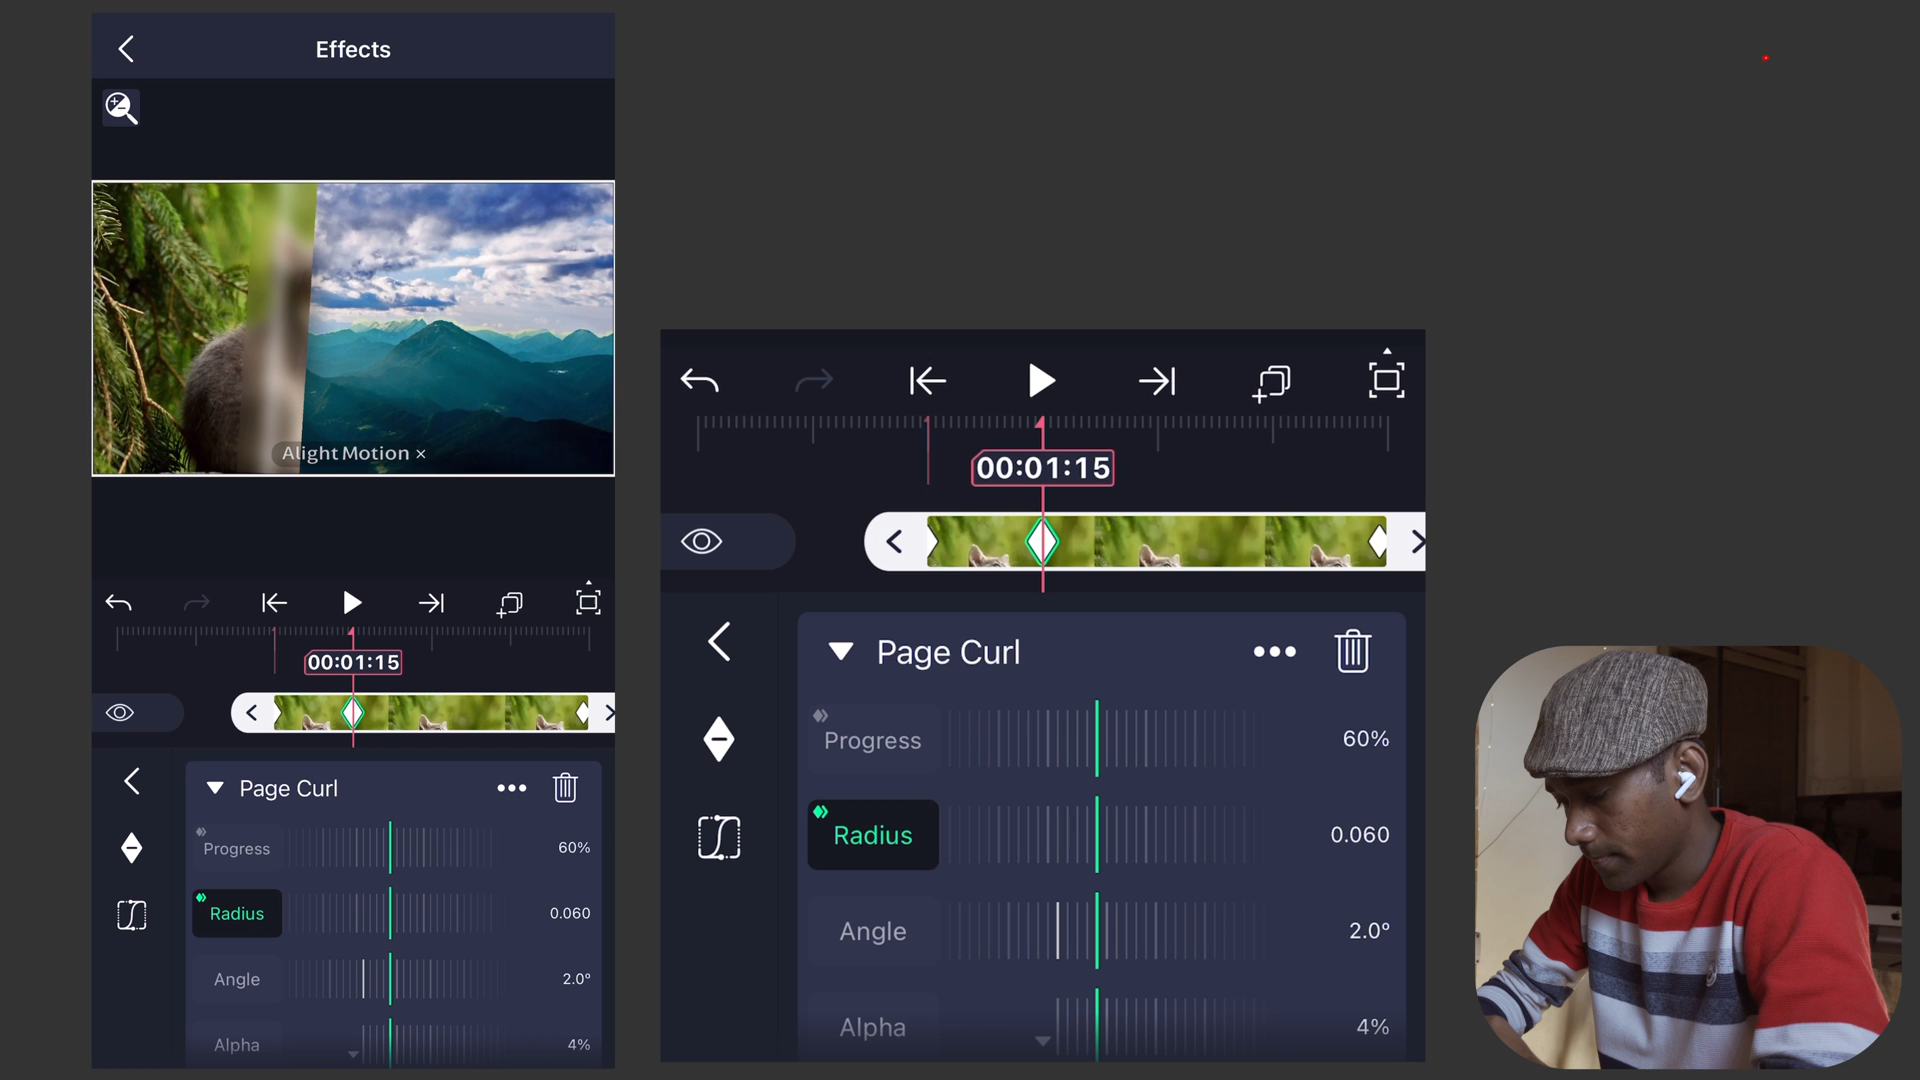 Effects
Alight Motion ×
00:01:15
Page Curl
Progress 60%
Radius 0.060
Angle 2.0°
Alpha 4%
00:01:15
Page Curl
Progress 60%
Radius 0.060
Angle 2.0°
Alpha 4%